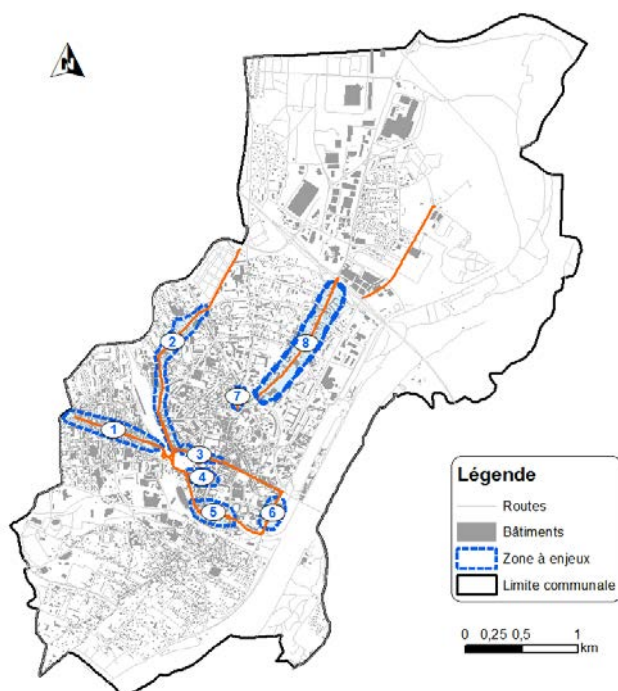 N
2
8
7
1
3
4
5
6
Légende
Routes
Bâtiments
Zone à enjeux
Limite communale
0 0,25 0,5 1
km